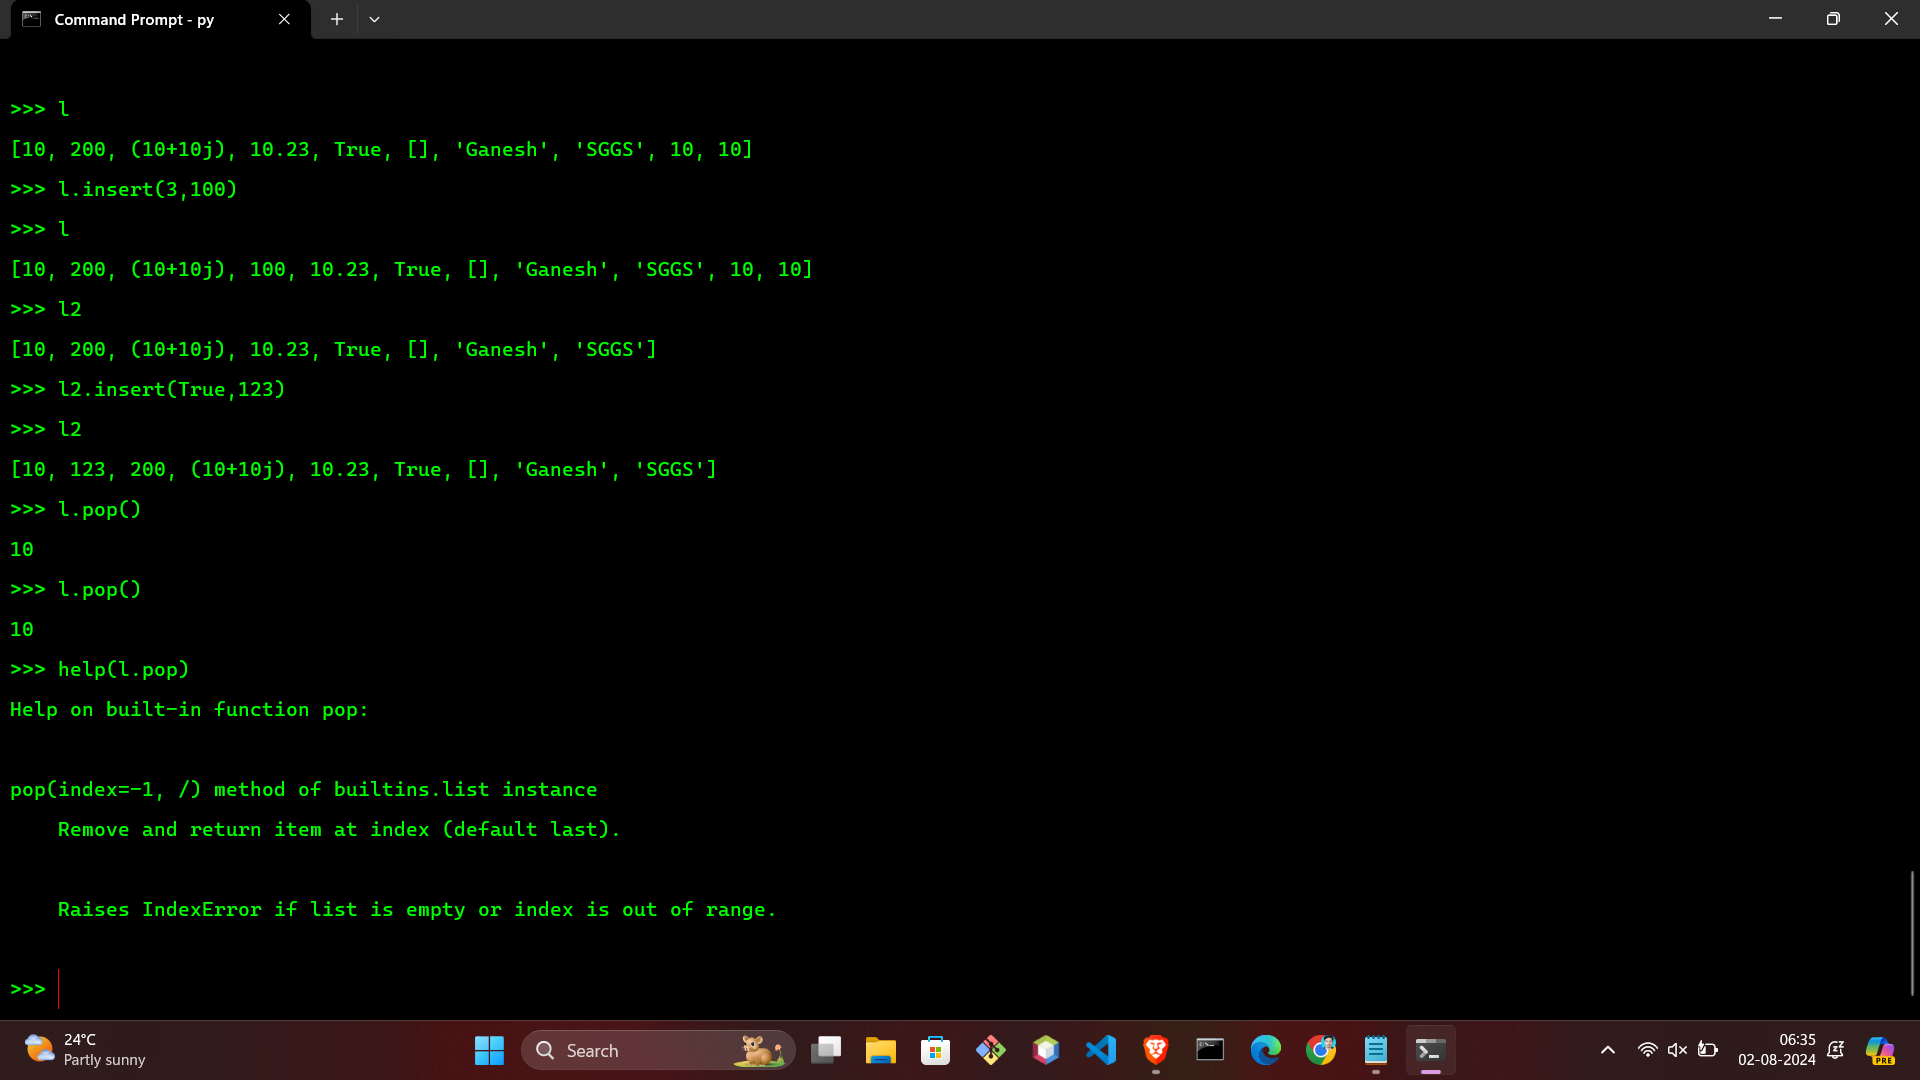 Command Prompt - py
>>> l
[10, 200, (10+10j), 10.23, True, [], 'Ganesh', 'SGGS', 10, 10]
>>> l.insert(3,100)
>>> l
[10, 200, (10+10j), 100, 10.23, True, [], 'Ganesh', 'SGGS', 10, 10]
>>> l2
[10, 200, (10+10j), 10.23, True, [], 'Ganesh', 'SGGS']
>>> l2.insert(True,123)
>>> l2
[10, 123, 200, (10+10j), 10.23, True, [], 'Ganesh', 'SGGS']
>>> l.pop()
10
>>> l.pop()
10
>>> help(l.pop)
Help on built-in function pop:
pop(index=-1, /) method of builtins.list instance
    Remove and return item at index (default last).
    Raises IndexError if list is empty or index is out of range.
>>>
24°C
Partly sunny
Search
06:35
02-08-2024
PRE